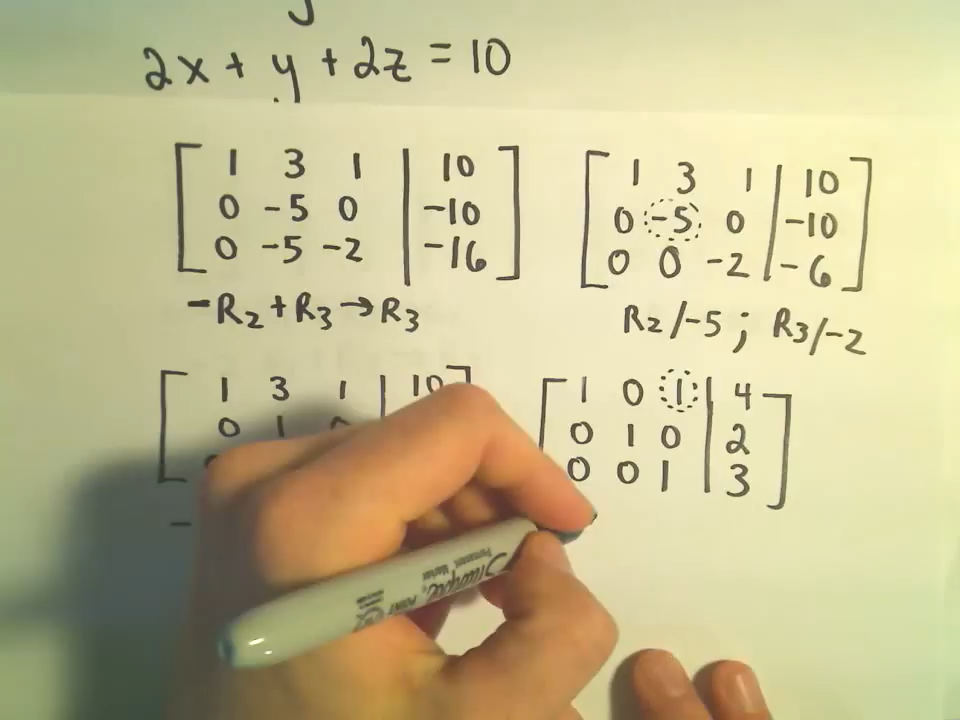 2x + y + 2z = 10
1 3 1 | 10
0 -5 0 | -10
0 -5 -2 | -16
-R2 + R3 → R3
1 3 1 | 10
0 -5 0 | -10
0 0 -2 | -6
R2/-5 ; R3/-2
1 3 1 | 10
0 1
-
1 0 1 | 4
0 1 0 | 2
0 0 1 | 3
Sharpie